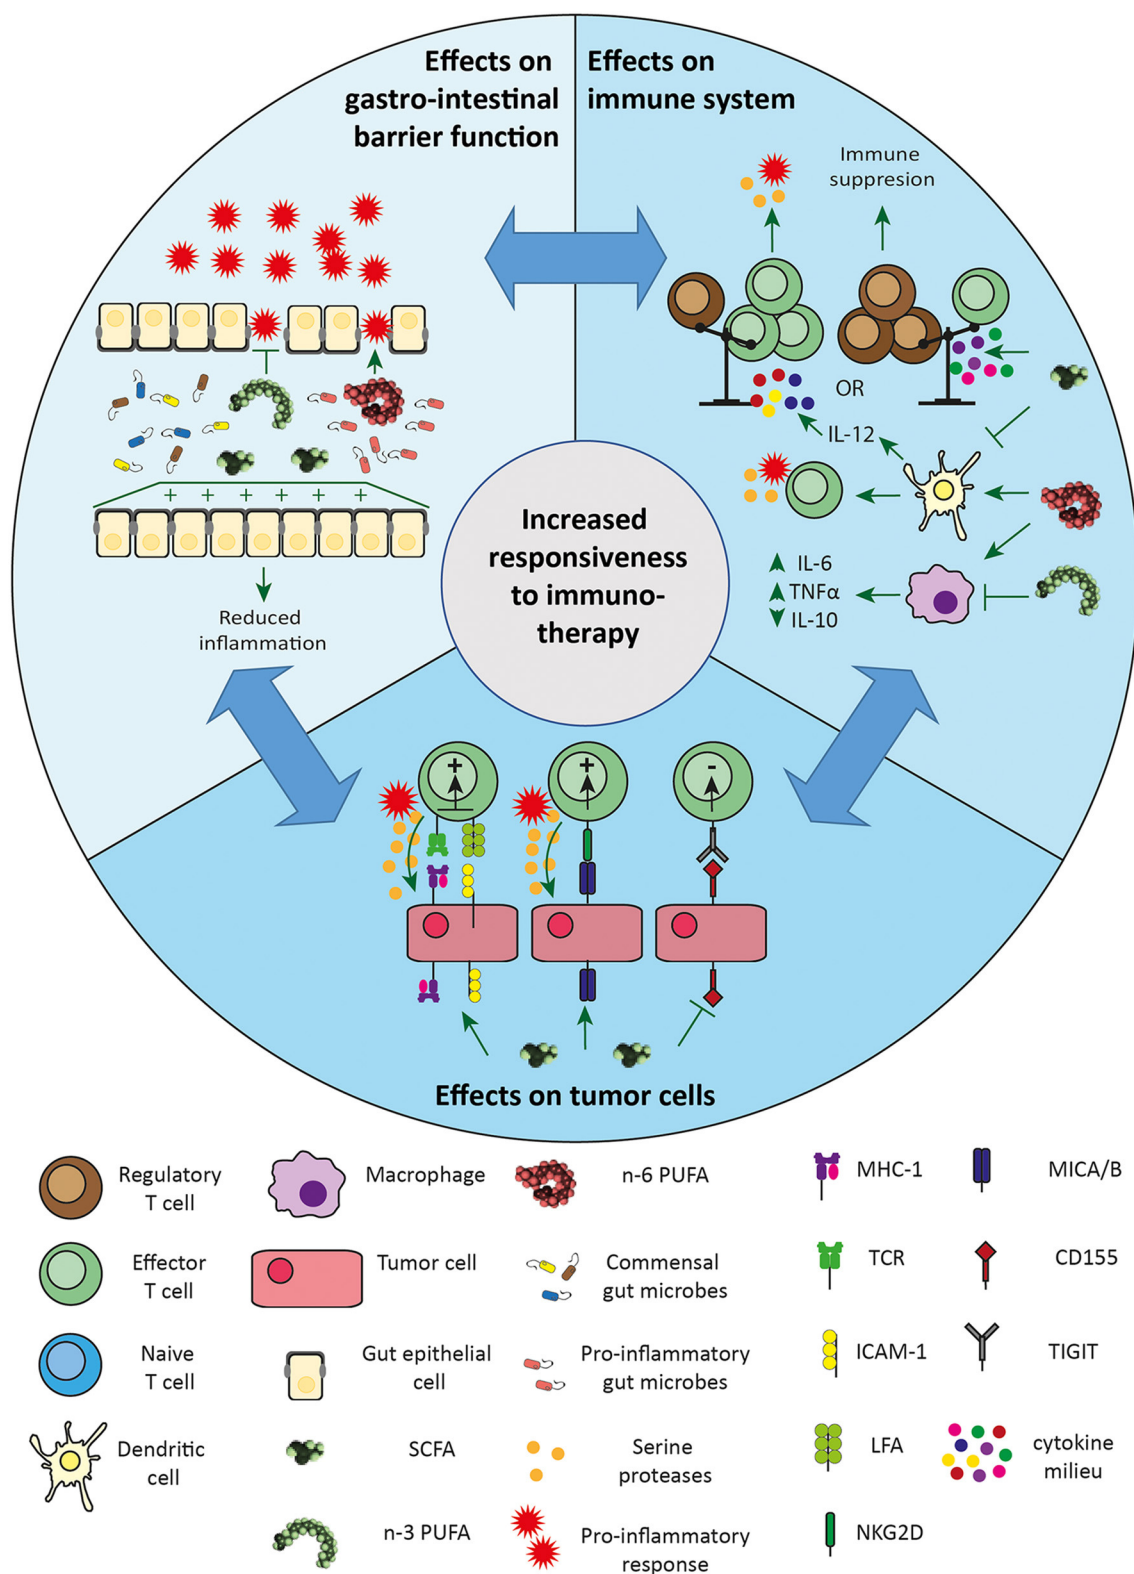 Effects on
gastro-intestinal
barrier function
Effects on
immune system
Immune
suppresion
OR
IL-12
IL-6
TNFα
IL-10
+ + + + + +
Reduced
inflammation
Increased
responsiveness
to immuno-
therapy
+
+
-
Effects on tumor cells
Regulatory
T cell
Macrophage
n-6 PUFA
MHC-1
MICA/B
Effector
T cell
Tumor cell
Commensal
gut microbes
TCR
CD155
Naive
T cell
Gut epithelial
cell
Pro-inflammatory
gut microbes
ICAM-1
TIGIT
Dendritic
cell
SCFA
Serine
proteases
LFA
cytokine
milieu
n-3 PUFA
Pro-inflammatory
response
NKG2D